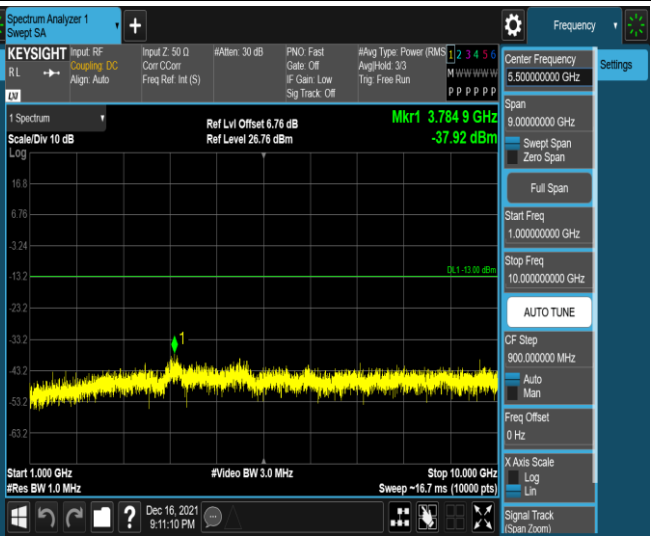 Spectrum Analyzer 1
Swept SA
Frequency
KEYSIGHT
RL
Input: RF
Coupling: DC
Align: Auto
Input Z: 50 Ω
Corr CCorr
Freq Ref: Int (S)
#Atten: 30 dB
PNO: Fast
Gate: Off
IF Gain: Low
Sig Track: Off
#Avg Type: Power (RMS
Avg|Hold: 3/3
Trig: Free Run
1 2 3 4 5 6
M W W W W W
P P P P P P
Center Frequency
5.500000000 GHz
Settings
LXI
1 Spectrum
Scale/Div 10 dB
Log
Ref Lvl Offset 6.76 dB
Ref Level 26.76 dBm
Mkr1 3.784 9 GHz
-37.92 dBm
16.8
6.76
-3.24
-13.2
-23.2
-33.2
-43.2
-53.2
-63.2
DL1 -13.00 dBm
1
Start 1.000 GHz
#Res BW 1.0 MHz
#Video BW 3.0 MHz
Stop 10.000 GHz
Sweep ~16.7 ms (10000 pts)
Span
9.00000000 GHz
Swept Span
Zero Span
Full Span
Start Freq
1.000000000 GHz
Stop Freq
10.000000000 GHz
AUTO TUNE
CF Step
900.000000 MHz
Auto
Man
Freq Offset
0 Hz
X Axis Scale
Log
Lin
Signal Track
(Span Zoom)
?
Dec 16, 2021
9:11:10 PM